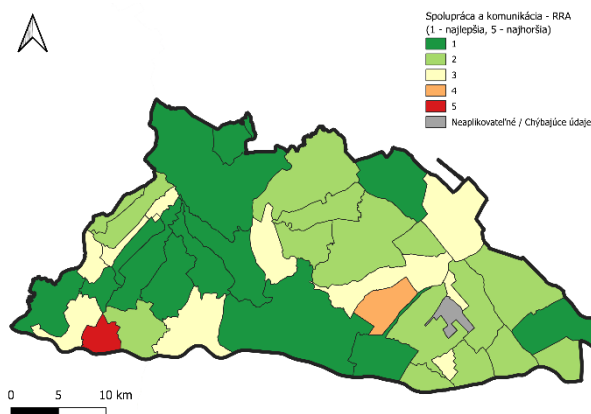 Spolupráca a komunikácia - RRA
(1 - najlepšia, 5 - najhoršia)
1
2
3
4
5
Neaplikovateľné / Chýbajúce údaje
0 5 10 km